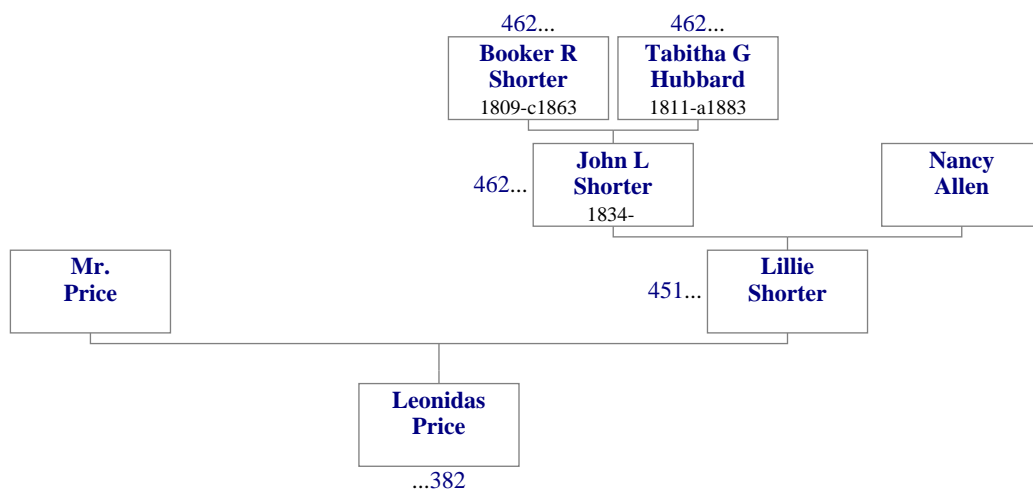 462...
462...
Booker R
Shorter
1809-c1863
Tabitha G
Hubbard
1811-a1883
462...
John L
Shorter
1834-
Nancy
Allen
Mr.
Price
451...
Lillie
Shorter
Leonidas
Price
...382